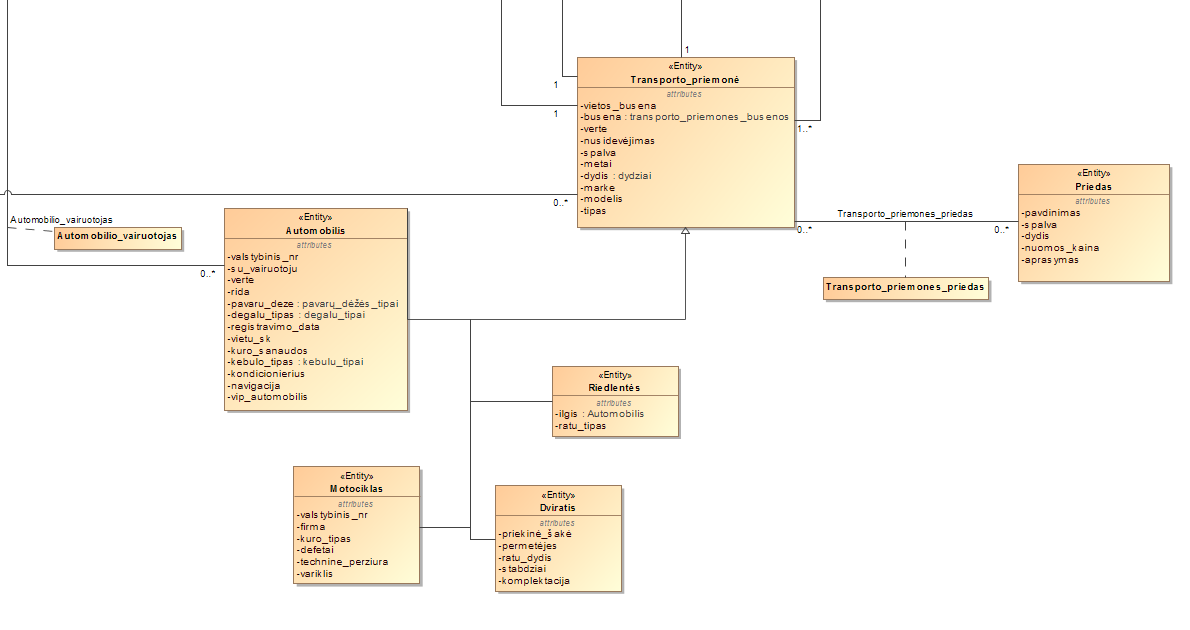 1
«Entity»
Transporto_priemonė
attributes
-vietos_busena
-busena : transporto_priemones_busenos
-verte
-nusidevėjimas
-spalva
-metai
-dydis : dydziai
-marke
-modelis
-tipas
1
1
1..*
0..*
0..*
Transporto_priemones_priedas
0..*
Transporto_priemones_priedas
«Entity»
Priedas
attributes
-pavdinimas
-spalva
-dydis
-nuomos_kaina
-aprasymas
Automobilio_vairuotojas
Automobilio_vairuotojas
0..*
«Entity»
Automobilis
attributes
-valstybinis_nr
-su_vairuotoju
-verte
-rida
-pavaru_deze : pavarų_dėžės_tipai
-degalu_tipas : degalu_tipai
-registravimo_data
-vietu_sk
-kuro_sanaudos
-kebulo_tipas : kebulu_tipai
-kondicionierius
-navigacija
-vip_automobilis
«Entity»
Riedlentės
attributes
-ilgis : Automobilis
-ratu_tipas
«Entity»
Motociklas
attributes
-valstybinis_nr
-firma
-kuro_tipas
-defetai
-technine_perziura
-variklis
«Entity»
Dviratis
attributes
-priekinė_šakė
-permetėjes
-ratu_dydis
-stabdziai
-komplektacija